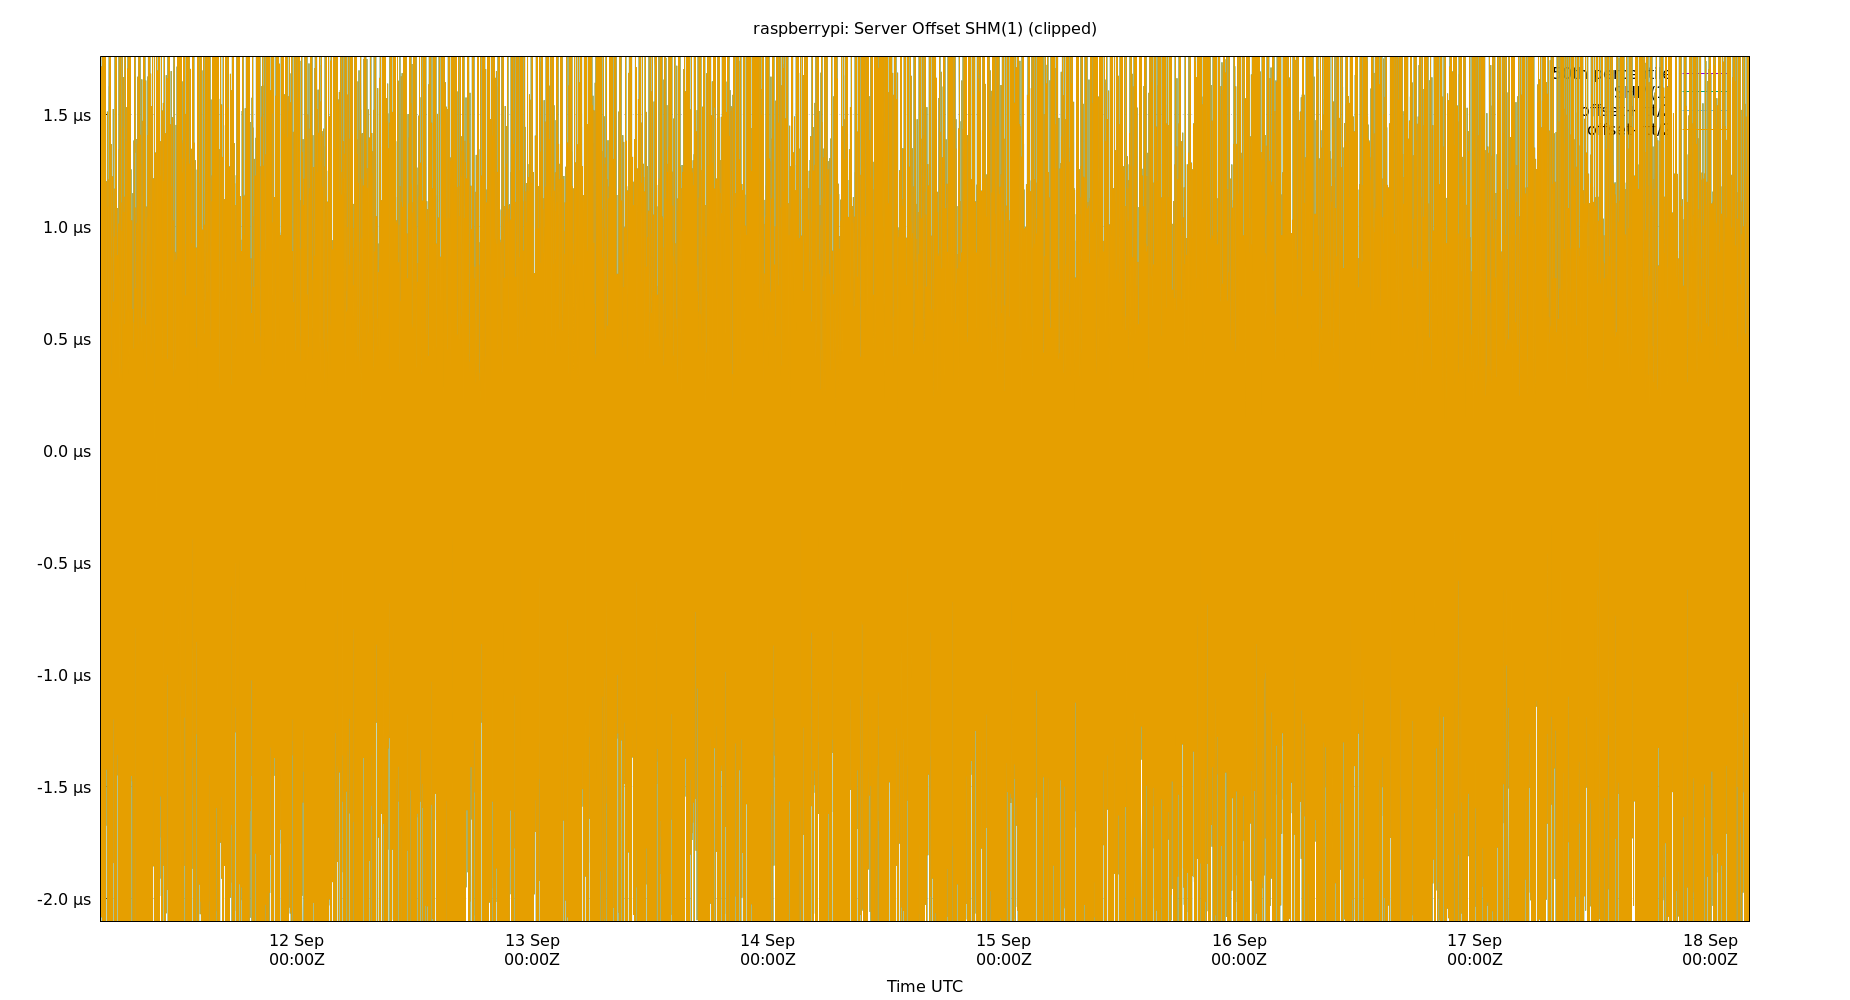 raspberrypi: Server Offset SHM(1) (clipped)
1.5 µs
1.0 µs
0.5 µs
0.0 µs
-0.5 µs
-1.0 µs
-1.5 µs
-2.0 µs
12 Sep
00:00Z
13 Sep
00:00Z
14 Sep
00:00Z
15 Sep
00:00Z
16 Sep
00:00Z
17 Sep
00:00Z
18 Sep
00:00Z
Time UTC